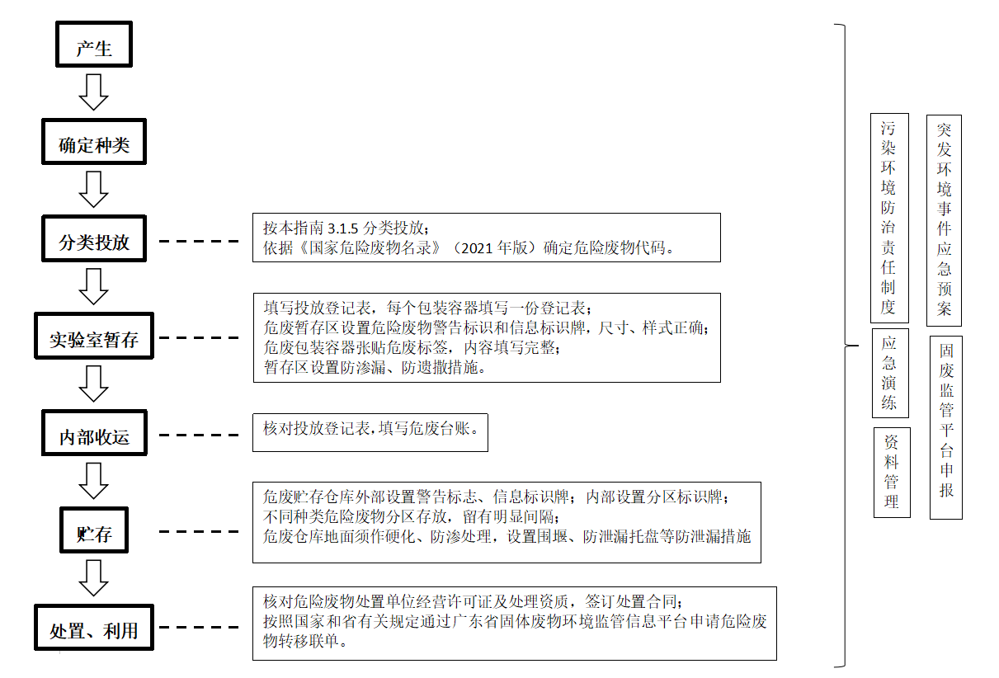 产生
确定种类
分类投放
按本指南 3.1.5 分类投放；
依据《国家危险废物名录》（2021 年版）确定危险废物代码。
实验室暂存
填写投放登记表，每个包装容器填写一份登记表；
危废暂存区设置危险废物警告标识和信息标识牌，尺寸、样式正确；
危废包装容器张贴危废标签，内容填写完整；
暂存区设置防渗漏、防遗撒措施。
内部收运
核对投放登记表，填写危废台账。
贮存
危废贮存仓库外部设置警告标志、信息标识牌；内部设置分区标识牌；
不同种类危险废物分区存放，留有明显间隔；
危废仓库地面须作硬化、防渗处理，设置围堰、防泄漏托盘等防泄漏措施
处置、利用
核对危险废物处置单位经营许可证及处理资质，签订处置合同；
按照国家和省有关规定通过广东省固体废物环境监管信息平台申请危险废
物转移联单。
污染环境防治责任制度
突发环境事件应急预案
应急演练
固废监管平台申报
资料管理